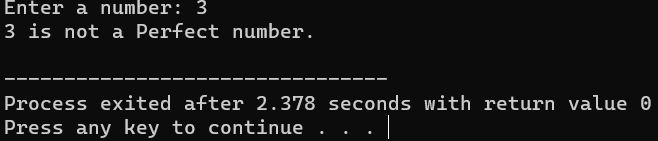 Enter a number: 3
3 is not a Perfect number.
--------------------------------
Process exited after 2.378 seconds with return value 0
Press any key to continue . . .